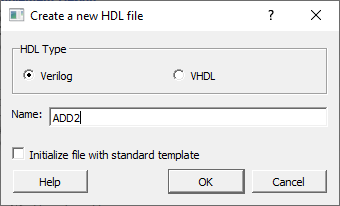 Create a new HDL file
?
HDL Type
Verilog
VHDL
Name:
ADD2
Initialize file with standard template
Help
OK
Cancel